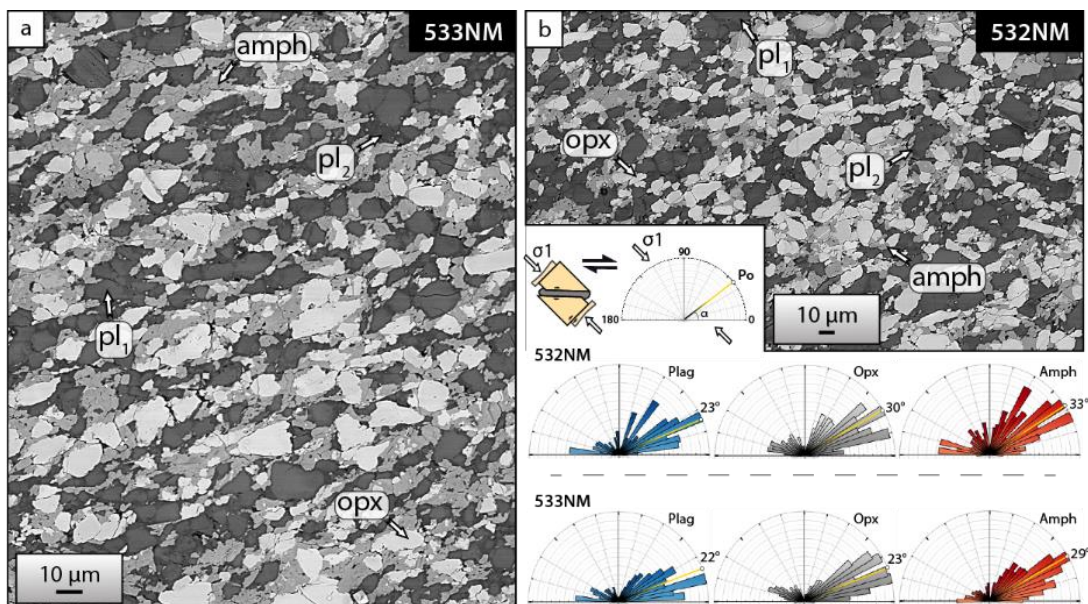 a
533NM
amph
pl2
pl1
opx
10 µm
b
532NM
pl1
opx
pl2
amph
σ1
σ1
90
Po
α
180
0
10 µm
532NM
Plag
23°
Opx
30°
Amph
33°
533NM
Plag
22°
Opx
23°
Amph
29°